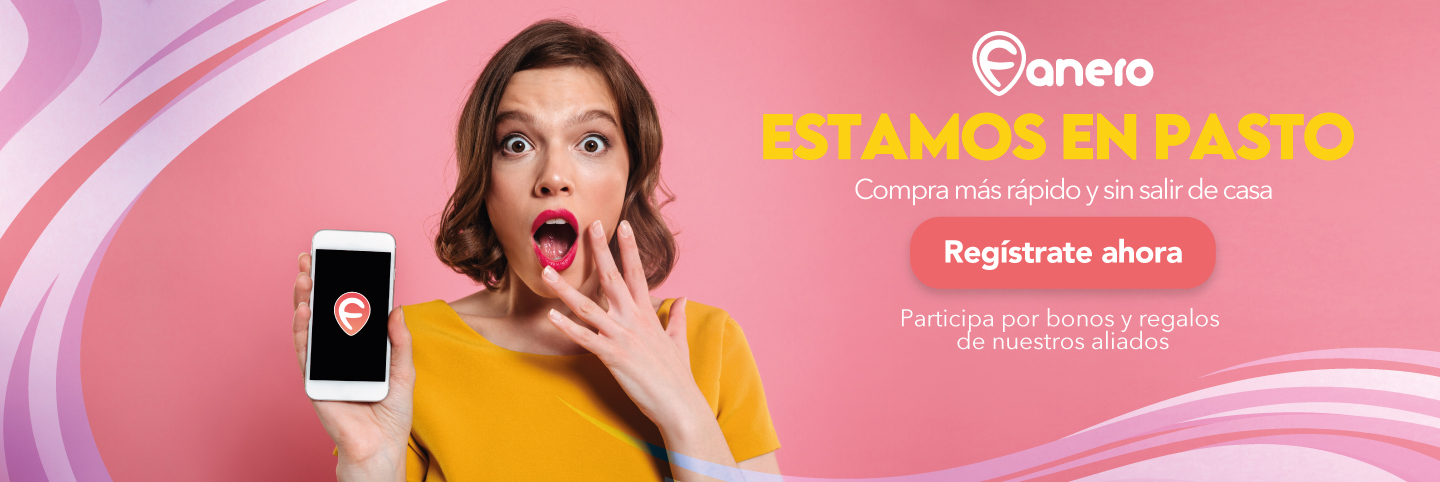 Fanero
ESTAMOS EN PASTO
Compra más rápido y sin salir de casa
Regístrate ahora
Participa por bonos y regalos
de nuestros aliados
F